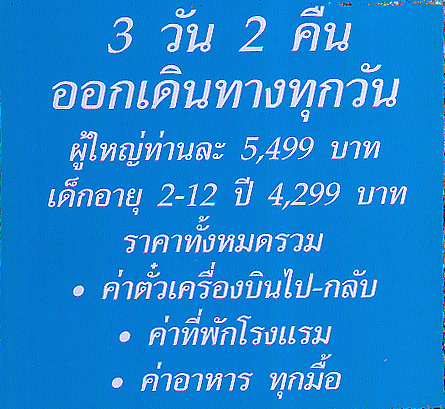 3 วัน 2 คืน
ออกเดินทางทุกวัน
ผู้ใหญ่ท่านละ 5,499 บาท
เด็กอายุ 2-12 ปี 4,299 บาท
ราคาทั้งหมดรวม
• ค่าตั๋วเครื่องบินไป-กลับ
• ค่าที่พักโรงแรม
• ค่าอาหาร ทุกมื้อ